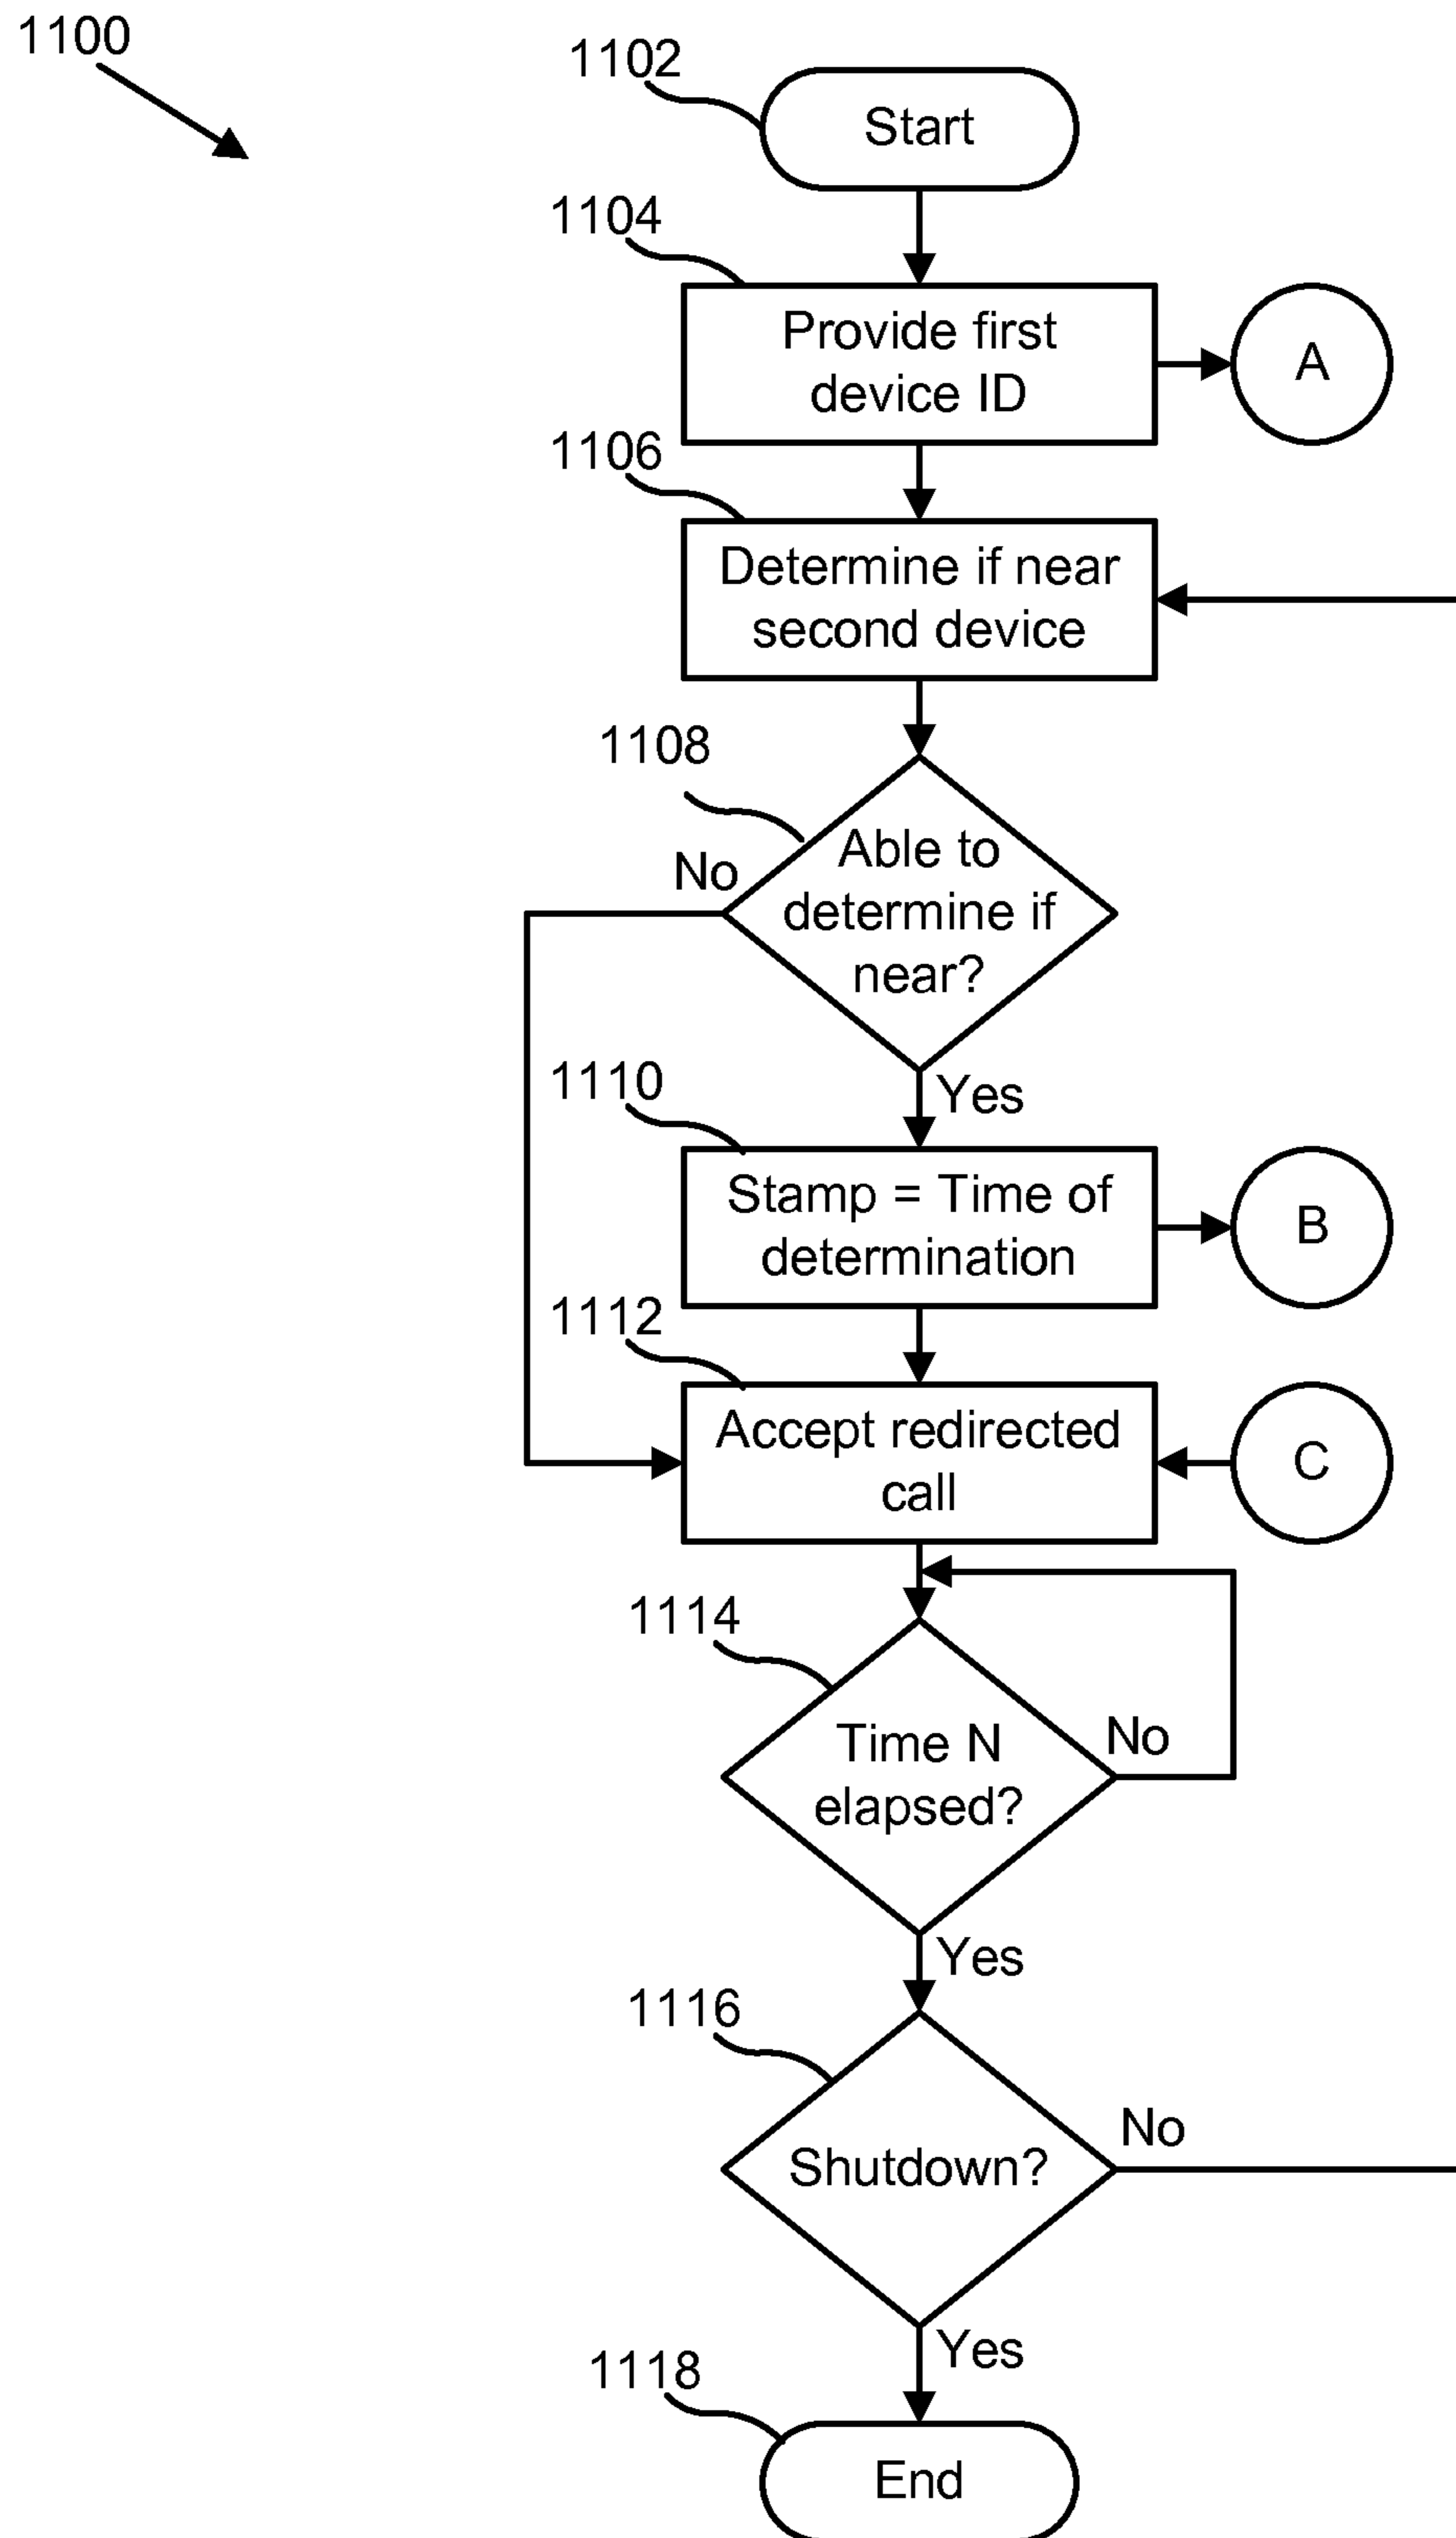 1100
1102
Start
1104
Provide first
device ID
A
1106
Determine if near
second device
1108
Able to
determine if
near?
No
Yes
1110
Stamp = Time of
determination
B
1112
Accept redirected
call
C
1114
Time N
elapsed?
No
Yes
1116
Shutdown?
No
Yes
1118
End